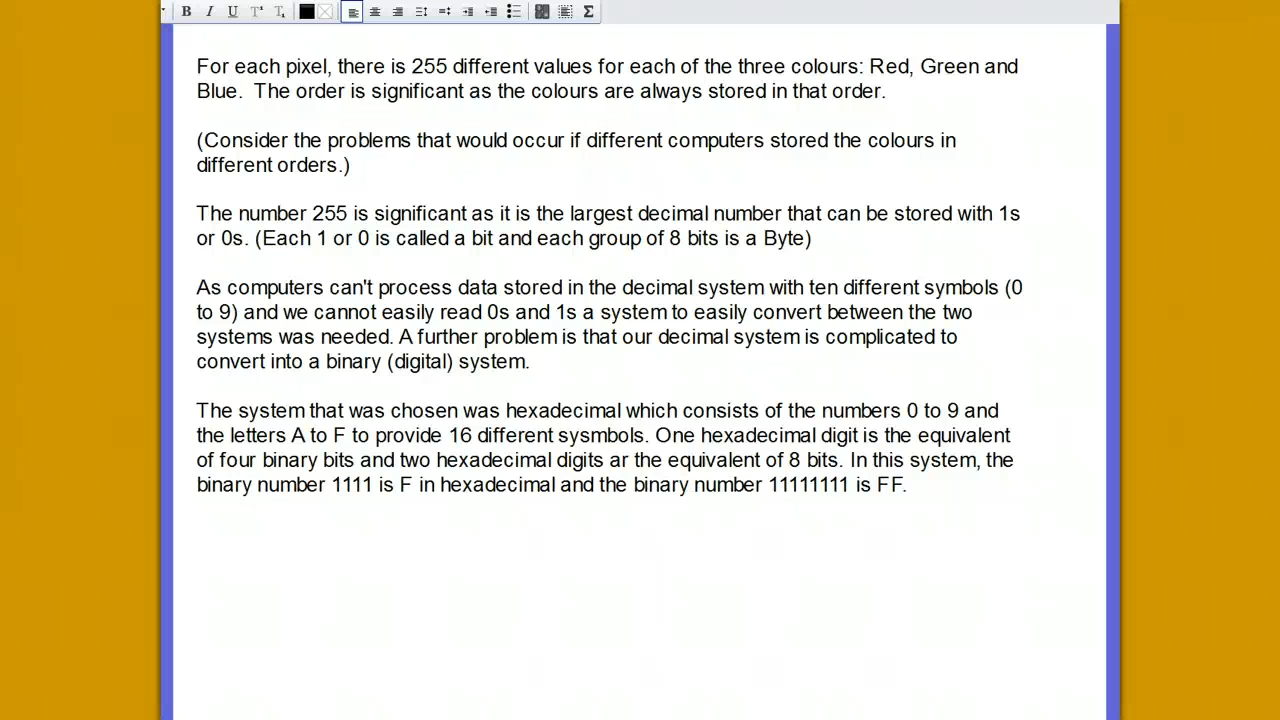 B I U T T Σ
For each pixel, there is 255 different values for each of the three colours: Red, Green and
Blue.  The order is significant as the colours are always stored in that order.
(Consider the problems that would occur if different computers stored the colours in
different orders.)
The number 255 is significant as it is the largest decimal number that can be stored with 1s
or 0s. (Each 1 or 0 is called a bit and each group of 8 bits is a Byte)
As computers can't process data stored in the decimal system with ten different symbols (0
to 9) and we cannot easily read 0s and 1s a system to easily convert between the two
systems was needed. A further problem is that our decimal system is complicated to
convert into a binary (digital) system.
The system that was chosen was hexadecimal which consists of the numbers 0 to 9 and
the letters A to F to provide 16 different sysmbols. One hexadecimal digit is the equivalent
of four binary bits and two hexadecimal digits ar the equivalent of 8 bits. In this system, the
binary number 1111 is F in hexadecimal and the binary number 11111111 is FF.